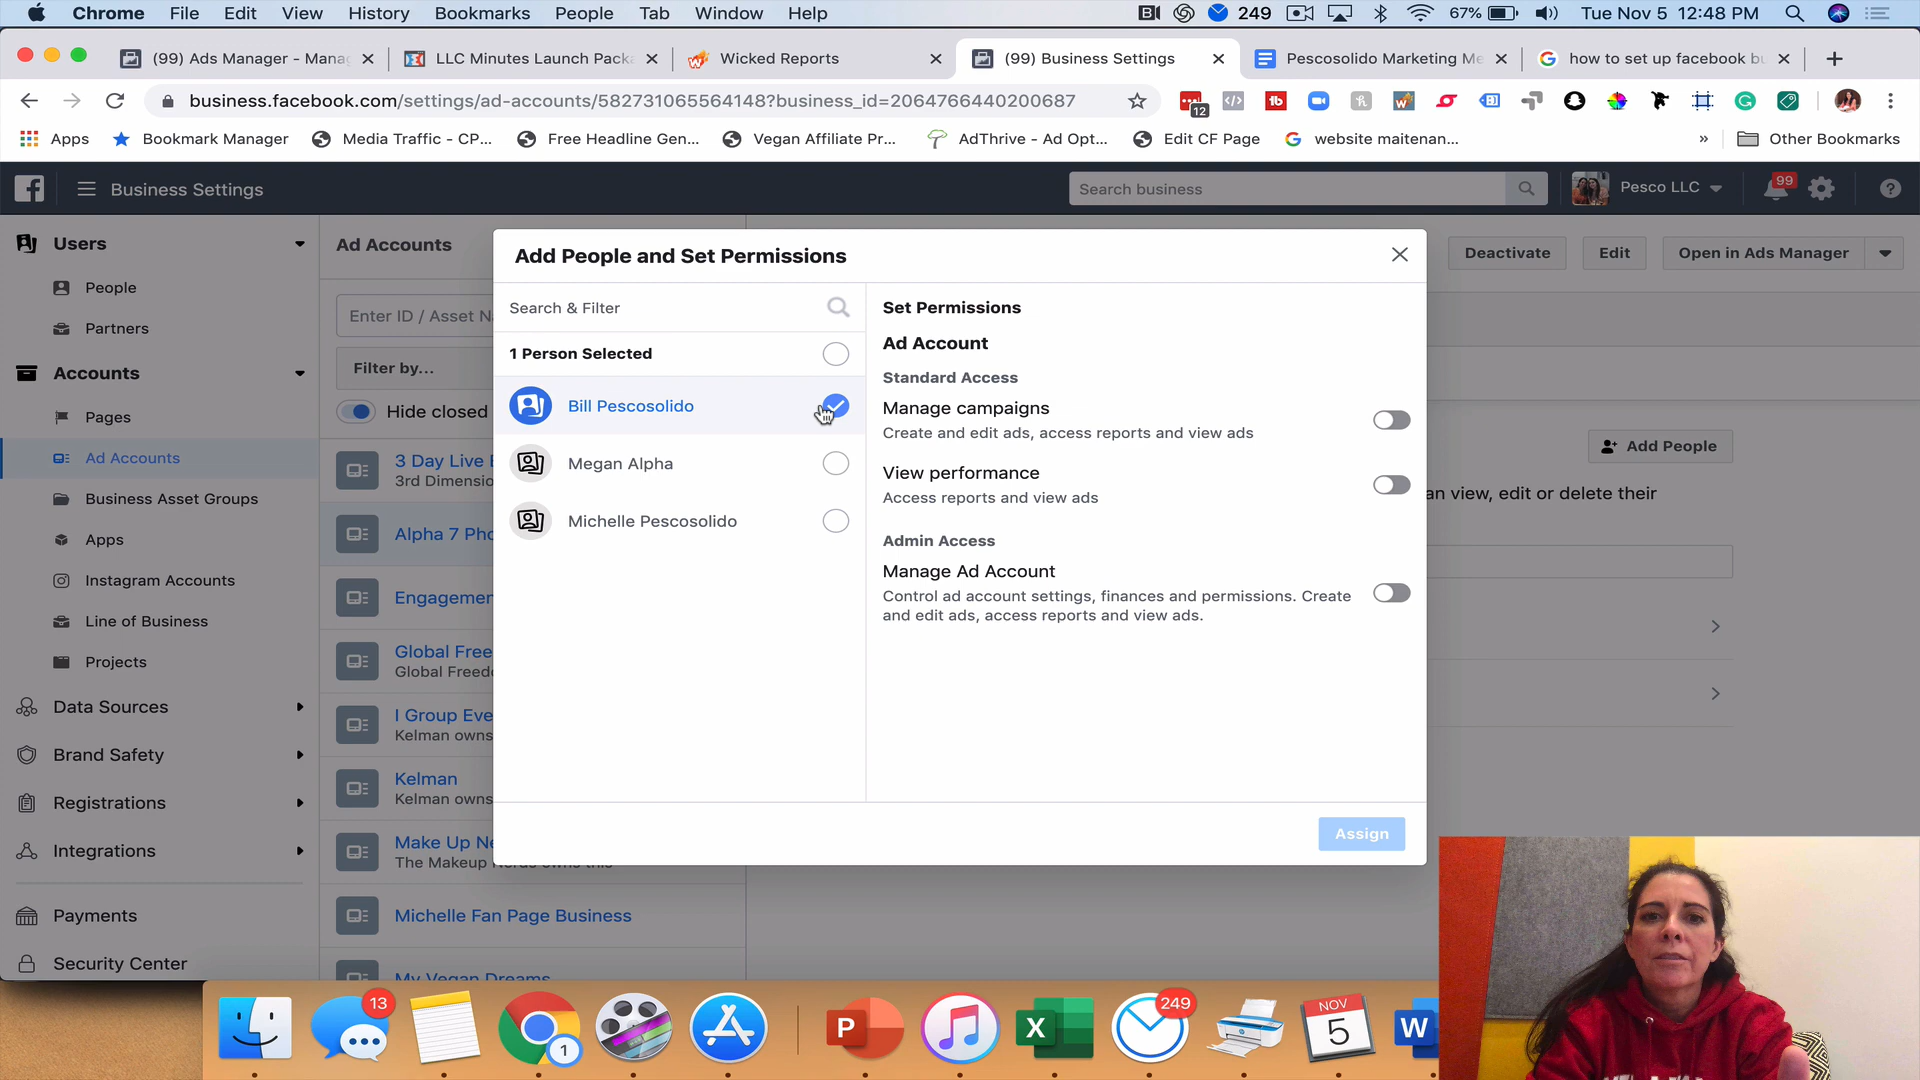 Chrome File Edit View History Bookmarks People Tab Window Help 249 67% Tue Nov 5 12:48 PM
(99) Ads Manager - Mana LLC Minutes Launch Pack Wicked Reports (99) Business Settings Pescosolido Marketing Me how to set up facebook bu
business.facebook.com/settings/ad-accounts/582731065564148?business_id=2064766440200687 12
Apps Bookmark Manager Media Traffic - CP... Free Headline Gen... Vegan Affiliate Pr... AdThrive - Ad Opt... Edit CF Page website maitenan... » Other Bookmarks
Business Settings Search business Pesco LLC 99
Users
People
Partners
Accounts
Pages
Ad Accounts
Business Asset Groups
Apps
Instagram Accounts
Line of Business
Projects
Data Sources
Brand Safety
Registrations
Integrations
Payments
Security Center
Ad Accounts
Enter ID / Asset N
Filter by...
Hide closed
3 Day Live
3rd Dimensio
Alpha 7 Pho
Engagemen
Global Free
Global Freed
I Group Eve
Kelman owns
Kelman
Kelman owns
Make Up Ne
The Makeup Nerds owns this
Michelle Fan Page Business
My Vegan Dreams
Add People and Set Permissions
Search & Filter
1 Person Selected
Bill Pescosolido
Megan Alpha
Michelle Pescosolido
Set Permissions
Ad Account
Standard Access
Manage campaigns
Create and edit ads, access reports and view ads
View performance
Access reports and view ads
Admin Access
Manage Ad Account
Control ad account settings, finances and permissions. Create
and edit ads, access reports and view ads.
Assign
Deactivate Edit Open in Ads Manager
Add People
an view, edit or delete their
13 1 P X 249 NOV 5 W